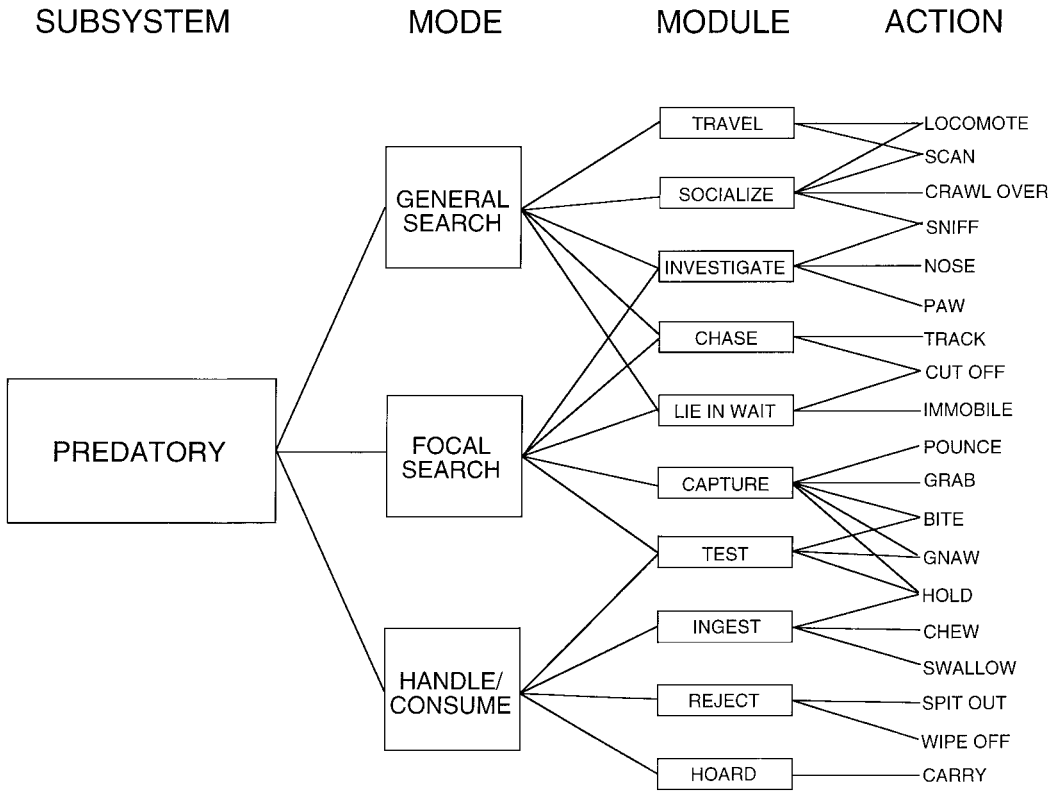 SUBSYSTEM MODE MODULE ACTION
TRAVEL
LOCOMOTE
SCAN
GENERAL
SEARCH
SOCIALIZE
CRAWL OVER
SNIFF
INVESTIGATE
NOSE
PAW
CHASE
TRACK
CUT OFF
LIE IN WAIT
IMMOBILE
PREDATORY
FOCAL
SEARCH
POUNCE
CAPTURE
GRAB
BITE
TEST
GNAW
HOLD
INGEST
CHEW
SWALLOW
HANDLE/
CONSUME
REJECT
SPIT OUT
WIPE OFF
HOARD
CARRY